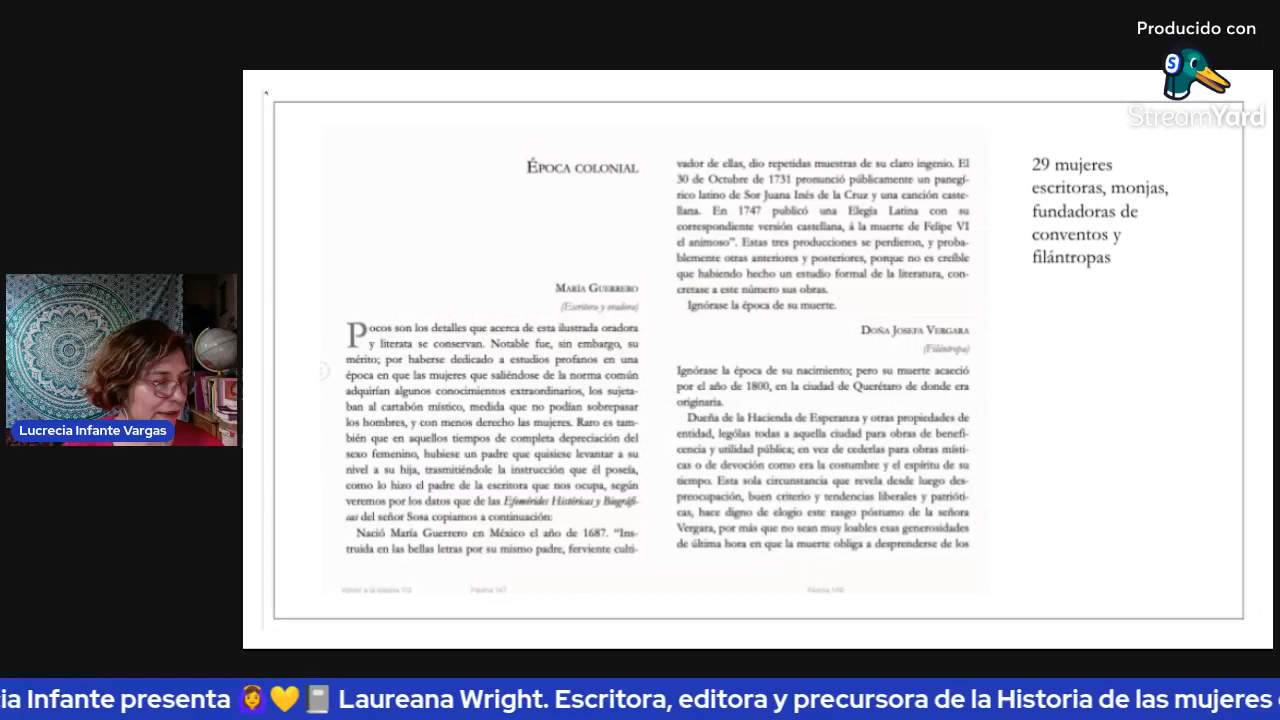 Producido con
StreamYard
ÉPOCA COLONIAL
MARÍA GUERRERO
(Escritora y oradora)
Pocos son los detalles que acerca de esta ilustrada oradora
y literata se conservan. Notable fue, sin embargo, su
mérito; por haberse dedicado a estudios profanos en una
época en que las mujeres que saliéndose de la norma común
adquirían algunos conocimientos extraordinarios, los sujeta-
ban al cartabón místico, medida que no podían sobrepasar
los hombres, y con menos derecho las mujeres. Raro es tam-
bién que en aquellos tiempos de completa depreciación del
sexo femenino, hubiese un padre que quisiese levantar a su
nivel a su hija, trasmitiéndole la instrucción que él poseía,
como lo hizo el padre de la escritora que nos ocupa, según
veremos por los datos que de las Efemérides Históricas y Biográfi-
cas del señor Sosa copiamos a continuación:
Nació María Guerrero en México el año de 1687. “Ins-
truida en las bellas letras por su mismo padre, ferviente culti-
Volver a la página 112
Página 147
vador de ellas, dio repetidas muestras de su claro ingenio. El
30 de Octubre de 1731 pronunció públicamente un panegí-
rico latino de Sor Juana Inés de la Cruz y una canción caste-
llana. En 1747 publicó una Elegía Latina con su
correspondiente versión castellana, á la muerte de Felipe VI
el animoso”. Estas tres producciones se perdieron, y proba-
blemente otras anteriores y posteriores, porque no es creíble
que habiendo hecho un estudio formal de la literatura, con-
cretase a este número sus obras.
Ignórase la época de su muerte.
DOÑA JOSEFA VERGARA
(Filántropa)
Ignórase la época de su nacimiento; pero su muerte acaeció
por el año de 1800, en la ciudad de Querétaro de donde era
originaria.
Dueña de la Hacienda de Esperanza y otras propiedades de
entidad, lególas todas a aquella ciudad para obras de benefi-
cencia y utilidad pública; en vez de cederlas para obras místi-
cas o de devoción como era la costumbre y el espíritu de su
tiempo. Esta sola circunstancia que revela desde luego des-
preocupación, buen criterio y tendencias liberales y patrióti-
cas, hace digno de elogio este rasgo póstumo de la señora
Vergara, por más que no sean muy loables esas generosidades
de última hora en que la muerte obliga a desprenderse de los
Página 148
29 mujeres
escritoras, monjas,
fundadoras de
conventos y
filántropas
Lucrecia Infante Vargas
cia Infante presenta 🙆‍♀️💛📓 Laureana Wright. Escritora, editora y precursora de la Historia de las mujeres